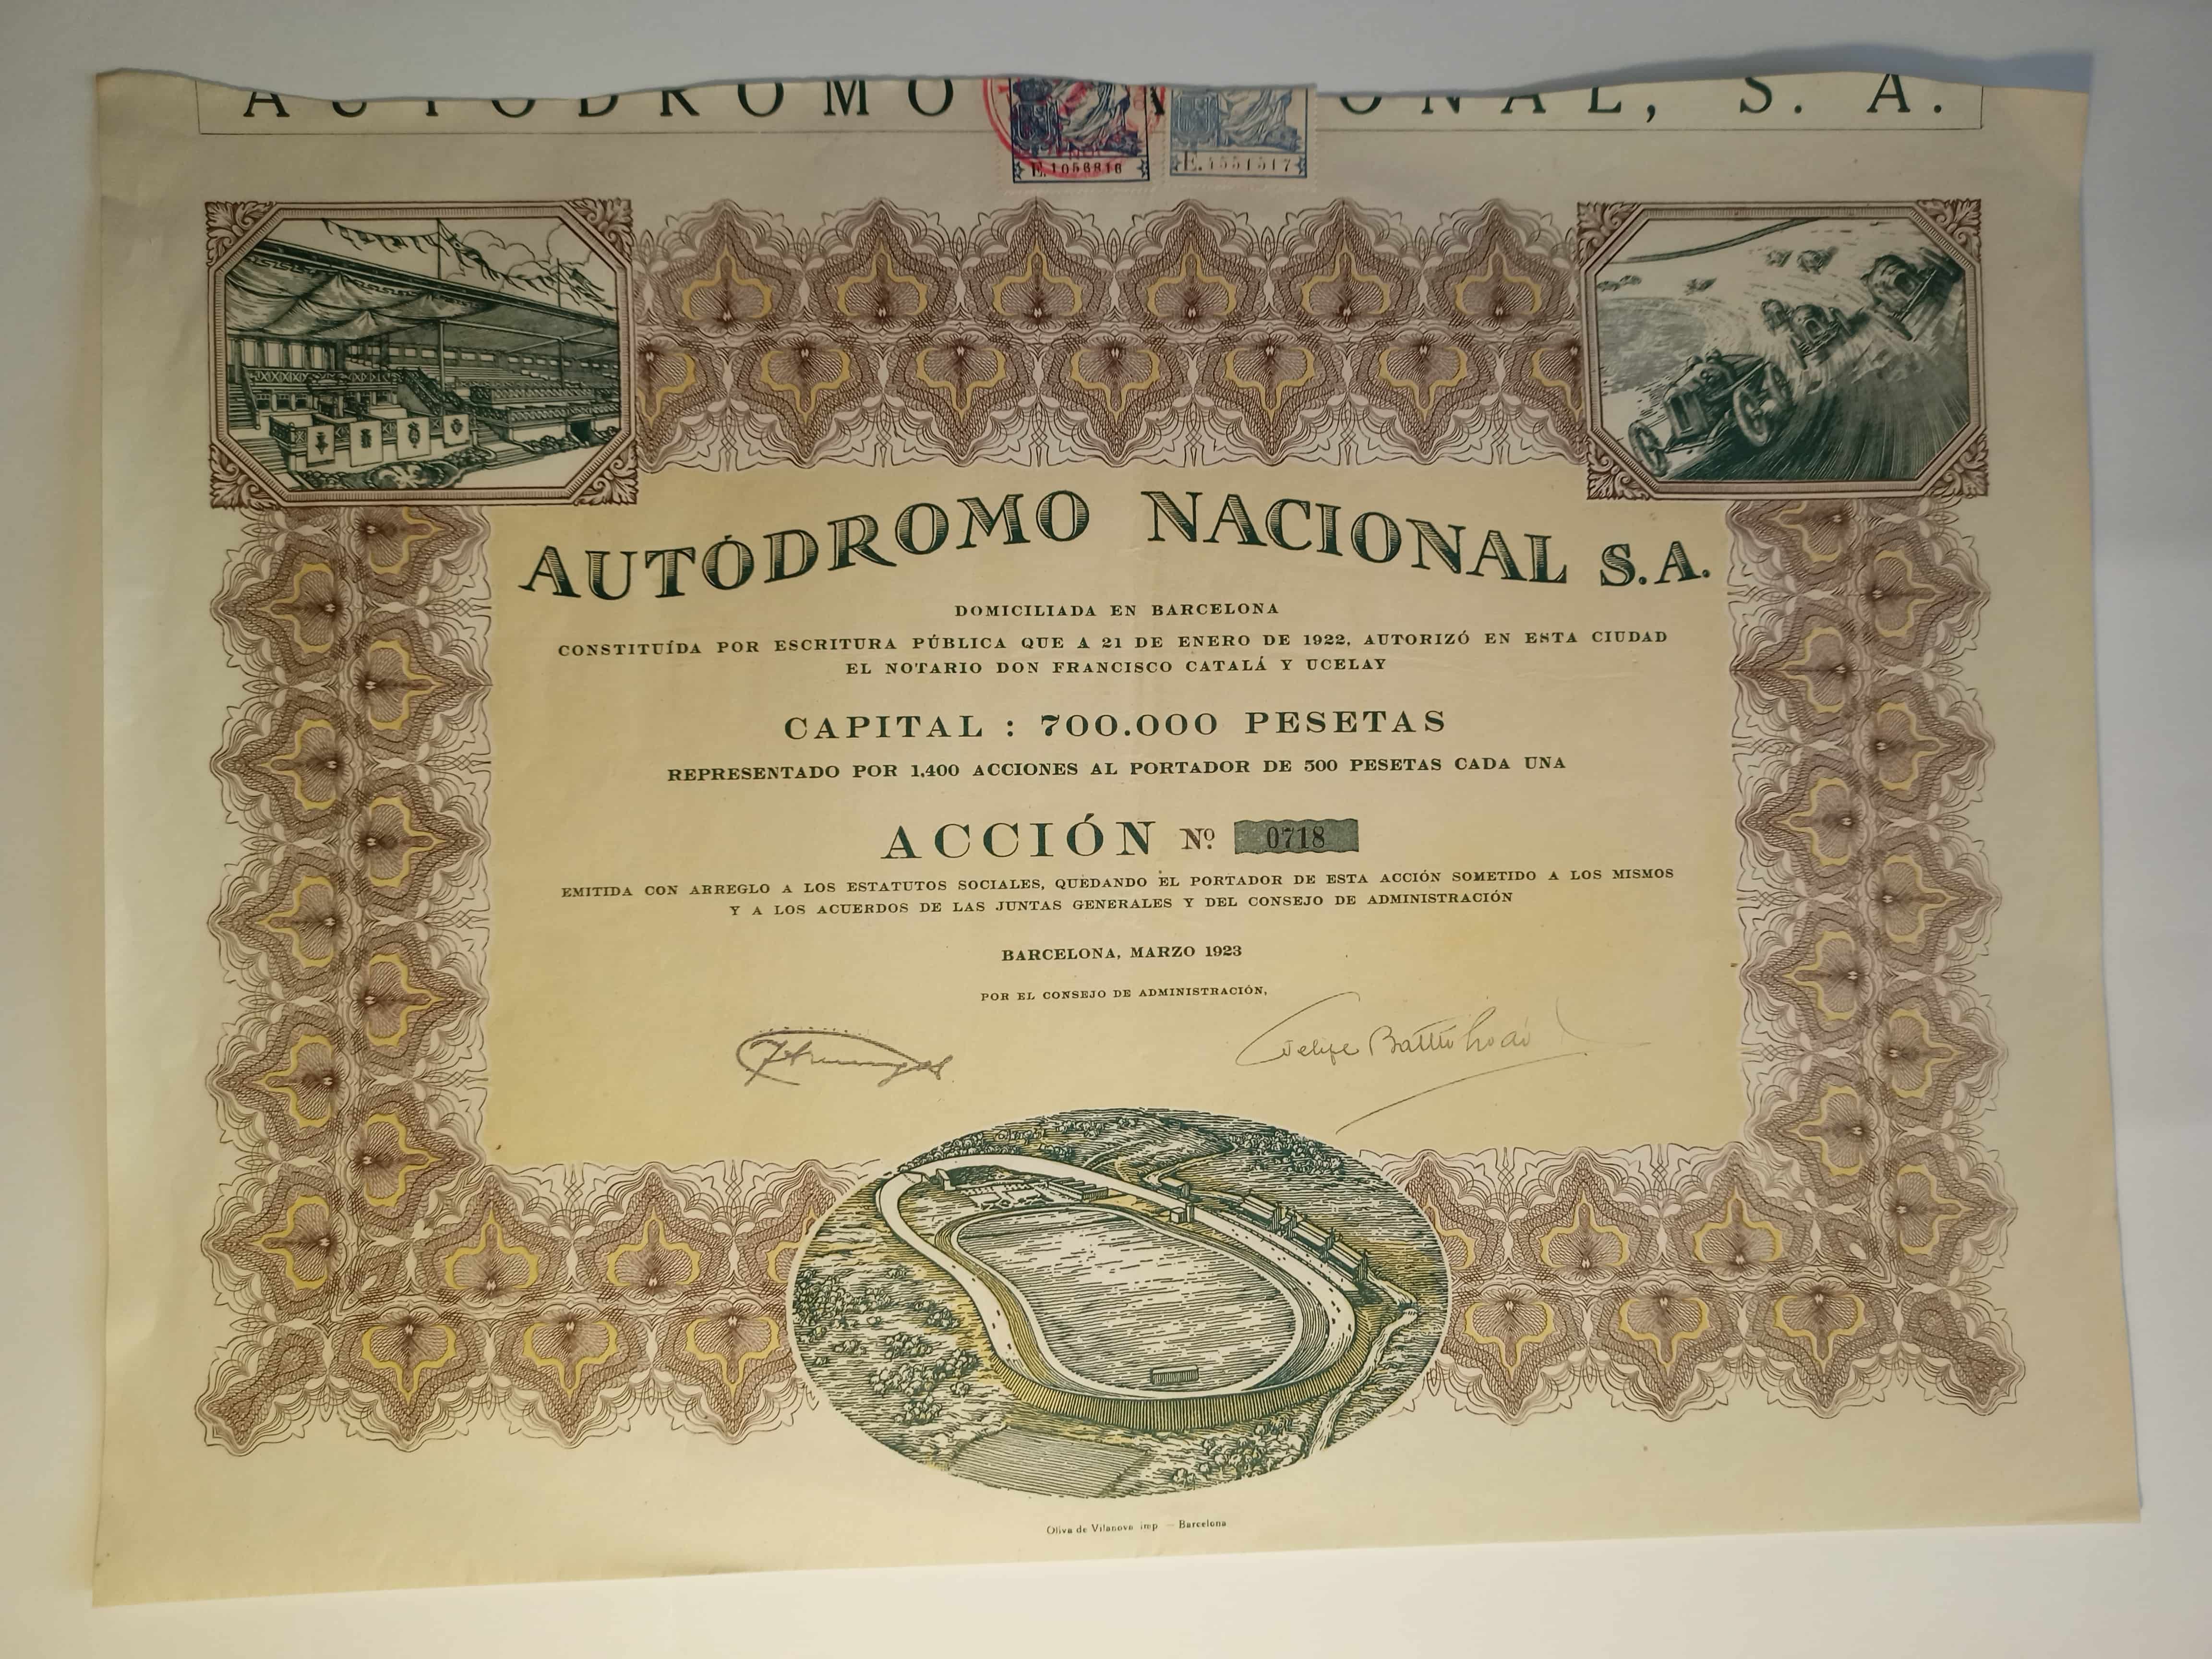 AUTODROMO NACIONAL, S. A.
E.1056816 E.1551517
AUTÓDROMO NACIONAL S.A.
DOMICILIADA EN BARCELONA
CONSTITUÍDA POR ESCRITURA PÚBLICA QUE A 21 DE ENERO DE 1922, AUTORIZÓ EN ESTA CIUDAD
EL NOTARIO DON FRANCISCO CATALÁ Y UCELAY
CAPITAL : 700.000 PESETAS
REPRESENTADO POR 1,400 ACCIONES AL PORTADOR DE 500 PESETAS CADA UNA
ACCIÓN Nº 0718
EMITIDA CON ARREGLO A LOS ESTATUTOS SOCIALES, QUEDANDO EL PORTADOR DE ESTA ACCIÓN SOMETIDO A LOS MISMOS
Y A LOS ACUERDOS DE LAS JUNTAS GENERALES Y DEL CONSEJO DE ADMINISTRACIÓN
BARCELONA, MARZO 1923
POR EL CONSEJO DE ADMINISTRACIÓN,
Felipe
Oliva de Vilanova imp — Barcelona